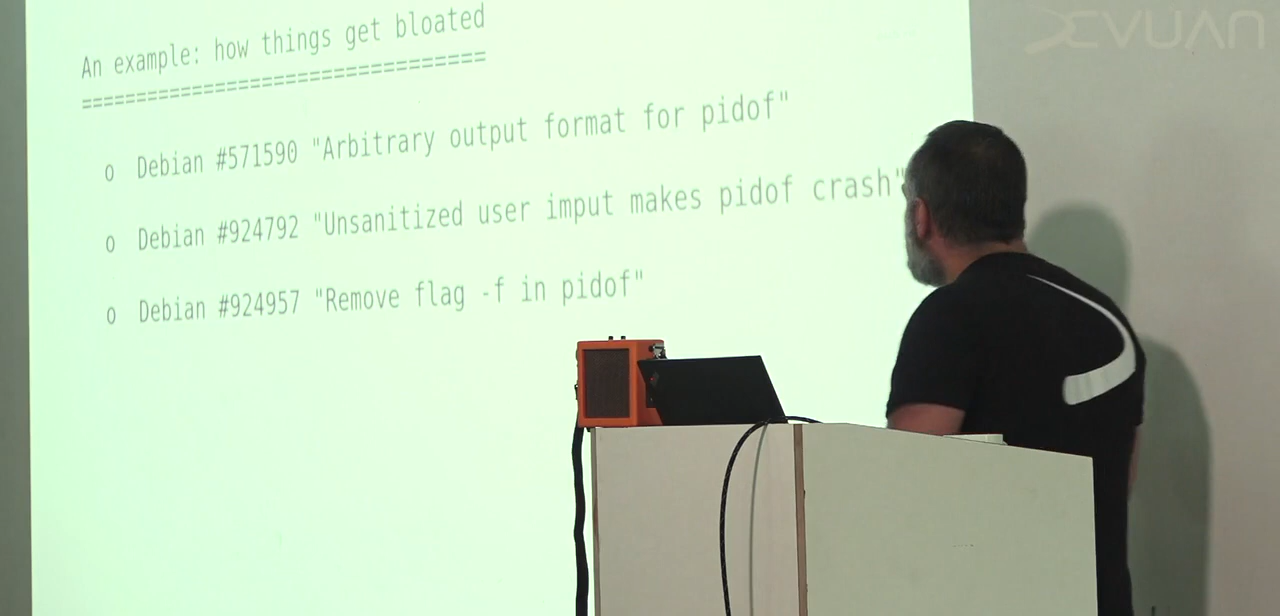 An example: how things get bloated
==================================
o Debian #571590 "Arbitrary output format for pidof"
o Debian #924792 "Unsanitized user imput makes pidof crash"
o Debian #924957 "Remove flag -f in pidof"
DEVUAN